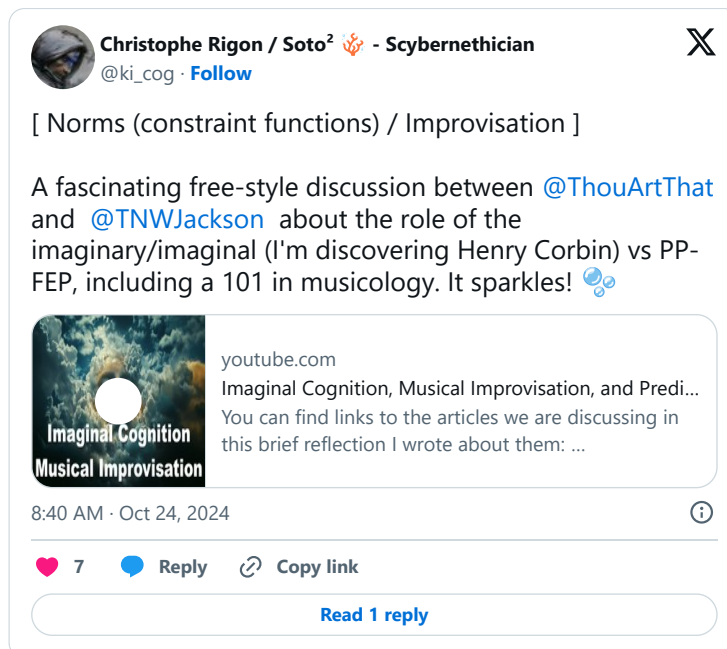 Christophe Rigon / Soto² 🪸 - Scybernethician
@ki_cog · Follow
[ Norms (constraint functions) / Improvisation ]
A fascinating free-style discussion between @ThouArtThat
and @TNWJackson about the role of the
imaginary/imaginal (I'm discovering Henry Corbin) vs PP-
FEP, including a 101 in musicology. It sparkles! 🫧
youtube.com
Imaginal Cognition, Musical Improvisation, and Predi...
You can find links to the articles we are discussing in
this brief reflection I wrote about them: ...
Imaginal Cognition
Musical Improvisation
8:40 AM · Oct 24, 2024
7 Reply Copy link
Read 1 reply